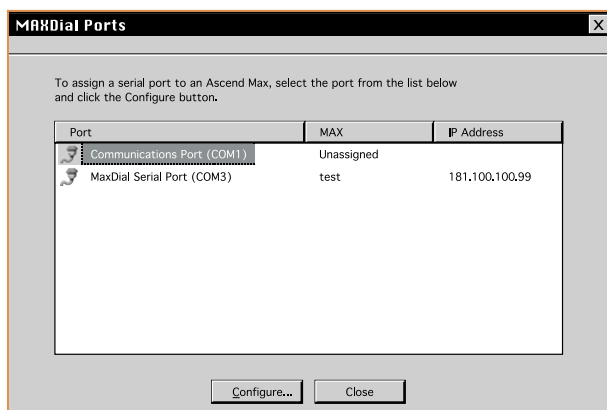 MAXDial Ports
To assign a serial port to an Ascend Max, select the port from the list below
and click the Configure button.
Port MAX IP Address
Communications Port (COM1) Unassigned
MaxDial Serial Port (COM3) test 181.100.100.99
Configure... Close